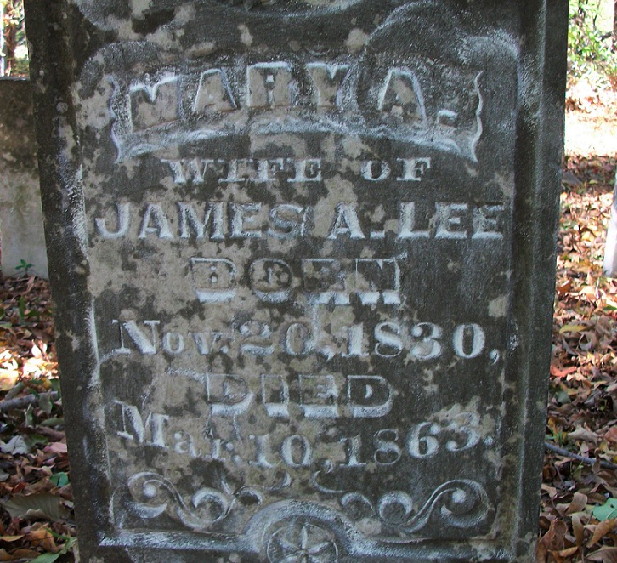 MARY A.
WIFE OF
JAMES A. LEE
BORN
Nov. 20, 1830,
DIED
Mar. 10, 1863.